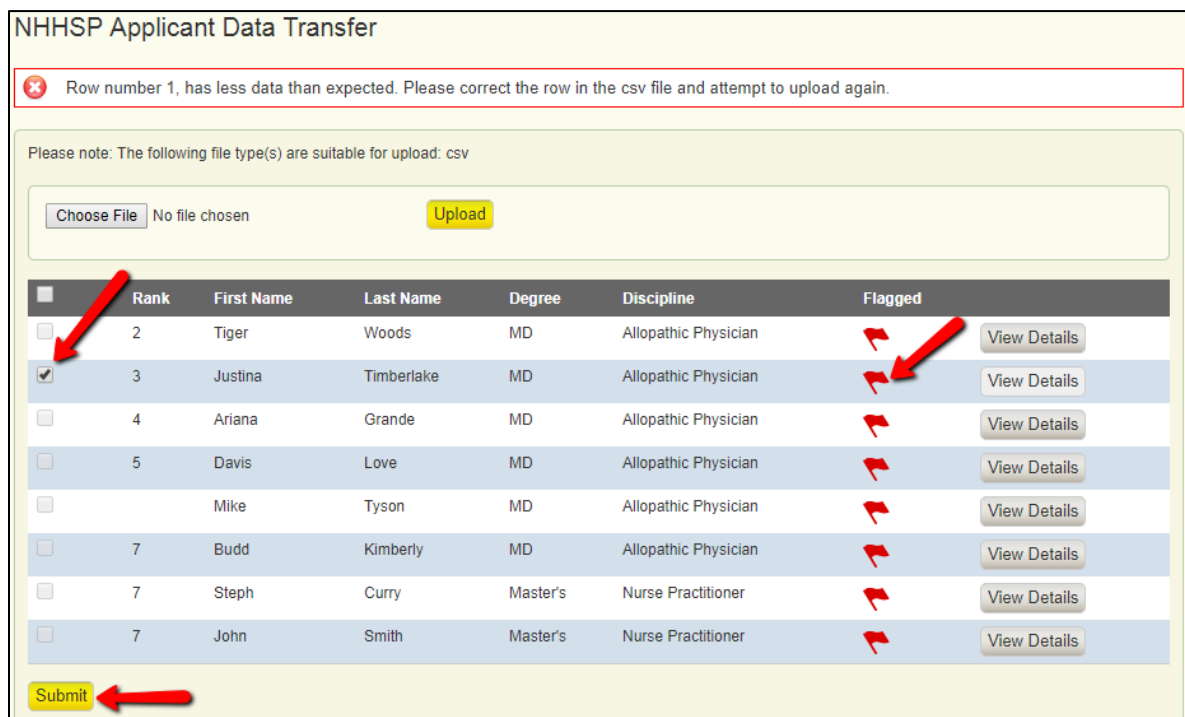 NHHSP Applicant Data Transfer
Row number 1, has less data than expected. Please correct the row in the csv file and attempt to upload again.
Please note: The following file type(s) are suitable for upload: csv
Choose File No file chosen Upload
Rank First Name Last Name Degree Discipline Flagged
2 Tiger Woods MD Allopathic Physician View Details
3 Justina Timberlake MD Allopathic Physician View Details
4 Ariana Grande MD Allopathic Physician View Details
5 Davis Love MD Allopathic Physician View Details
Mike Tyson MD Allopathic Physician View Details
7 Budd Kimberly MD Allopathic Physician View Details
7 Steph Curry Master's Nurse Practitioner View Details
7 John Smith Master's Nurse Practitioner View Details
Submit